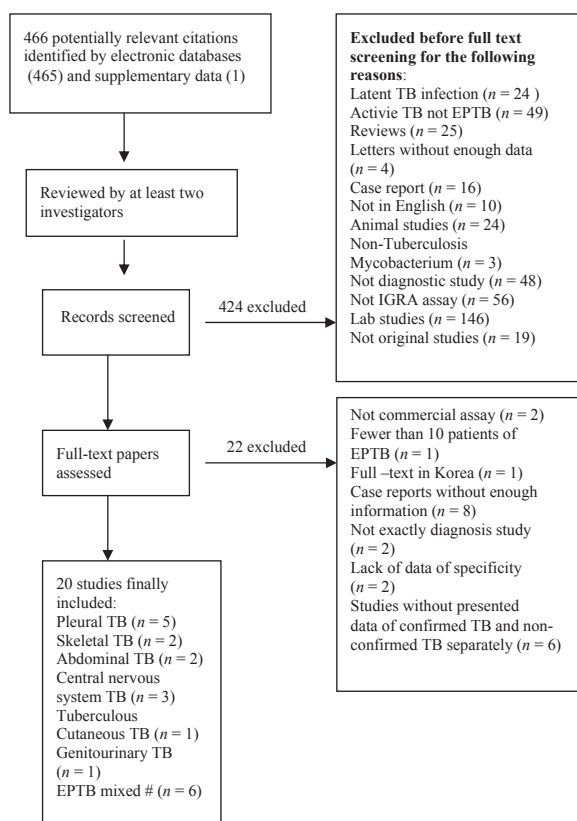 466 potentially relevant citations
identified by electronic databases
(465) and supplementary data (1)
Excluded before full text
screening for the following
reasons:
Latent TB infection (n = 24 )
Activie TB not EPTB (n = 49)
Reviews (n = 25)
Letters without enough data
(n = 4)
Case report (n = 16)
Not in English (n = 10)
Animal studies (n = 24)
Non-Tuberculosis
Mycobacterium (n = 3)
Not diagnostic study (n = 48)
Not IGRA assay (n = 56)
Lab studies (n = 146)
Not original studies (n = 19)
Reviewed by at least two
investigators
Records screened
424 excluded
Full-text papers
assessed
22 excluded
Not commercial assay (n = 2)
Fewer than 10 patients of
EPTB (n = 1)
Full –text in Korea (n = 1)
Case reports without enough
information (n = 8)
Not exactly diagnosis study
(n = 2)
Lack of data of specificity
(n = 2)
Studies without presented
data of confirmed TB and non-
confirmed TB separately (n = 6)
20 studies finally
included:
Pleural TB (n = 5)
Skeletal TB (n = 2)
Abdominal TB (n = 2)
Central nervous
system TB (n = 3)
Tuberculous
Cutaneous TB (n = 1)
Genitourinary TB
(n = 1)
EPTB mixed # (n = 6)